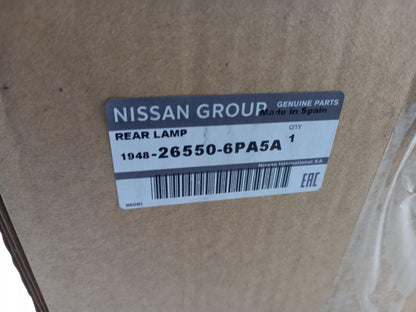 NISSAN GROUP GENUINE PARTS
Made in Spain
REAR LAMP QTY
1948-26550-6PA5A 1
Nissan International SA
EAC